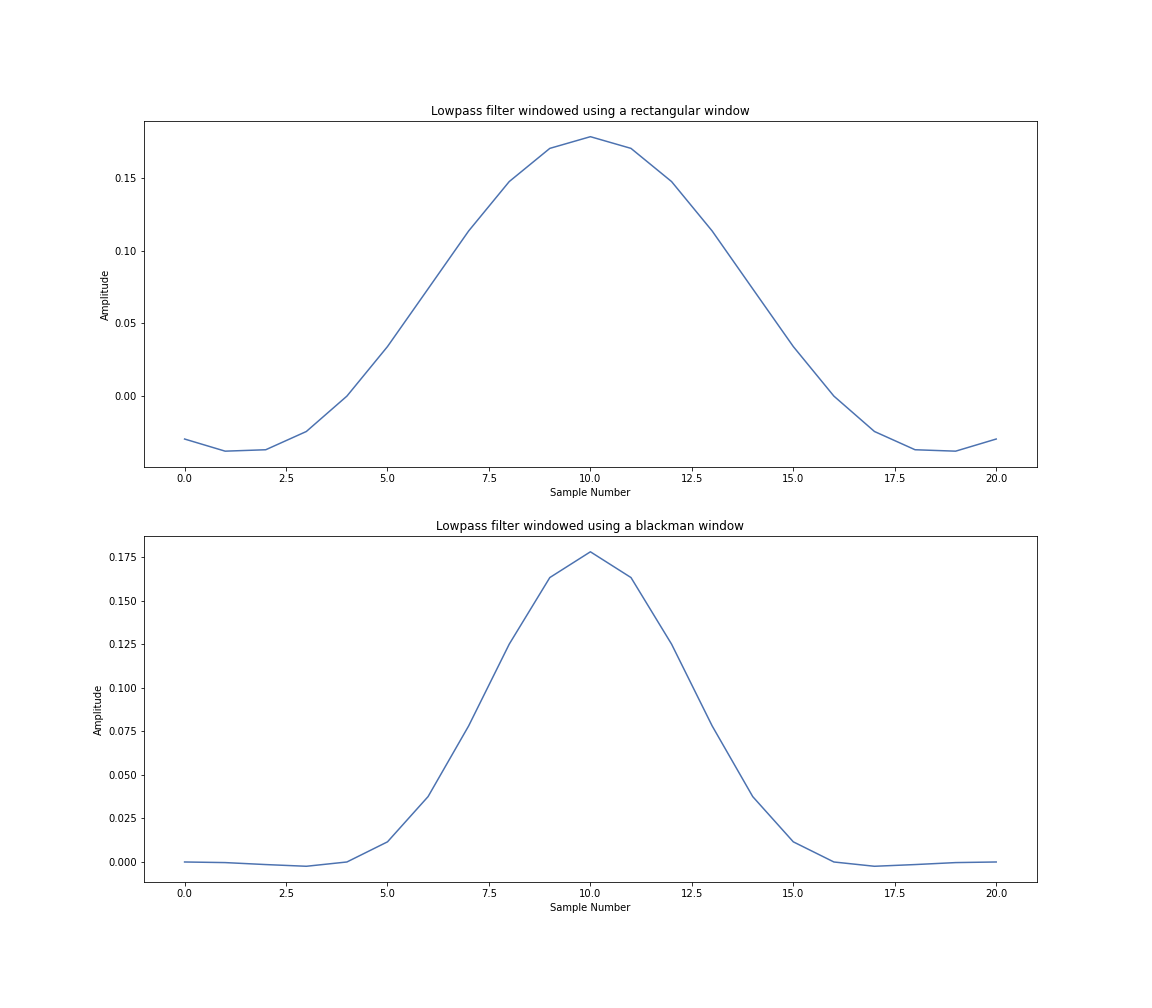 Lowpass filter windowed using a rectangular window
0.15
0.10
0.05
0.00
Amplitude
0.0 2.5 5.0 7.5 10.0 12.5 15.0 17.5 20.0
Sample Number
Lowpass filter windowed using a blackman window
0.175
0.150
0.125
0.100
0.075
0.050
0.025
0.000
Amplitude
0.0 2.5 5.0 7.5 10.0 12.5 15.0 17.5 20.0
Sample Number